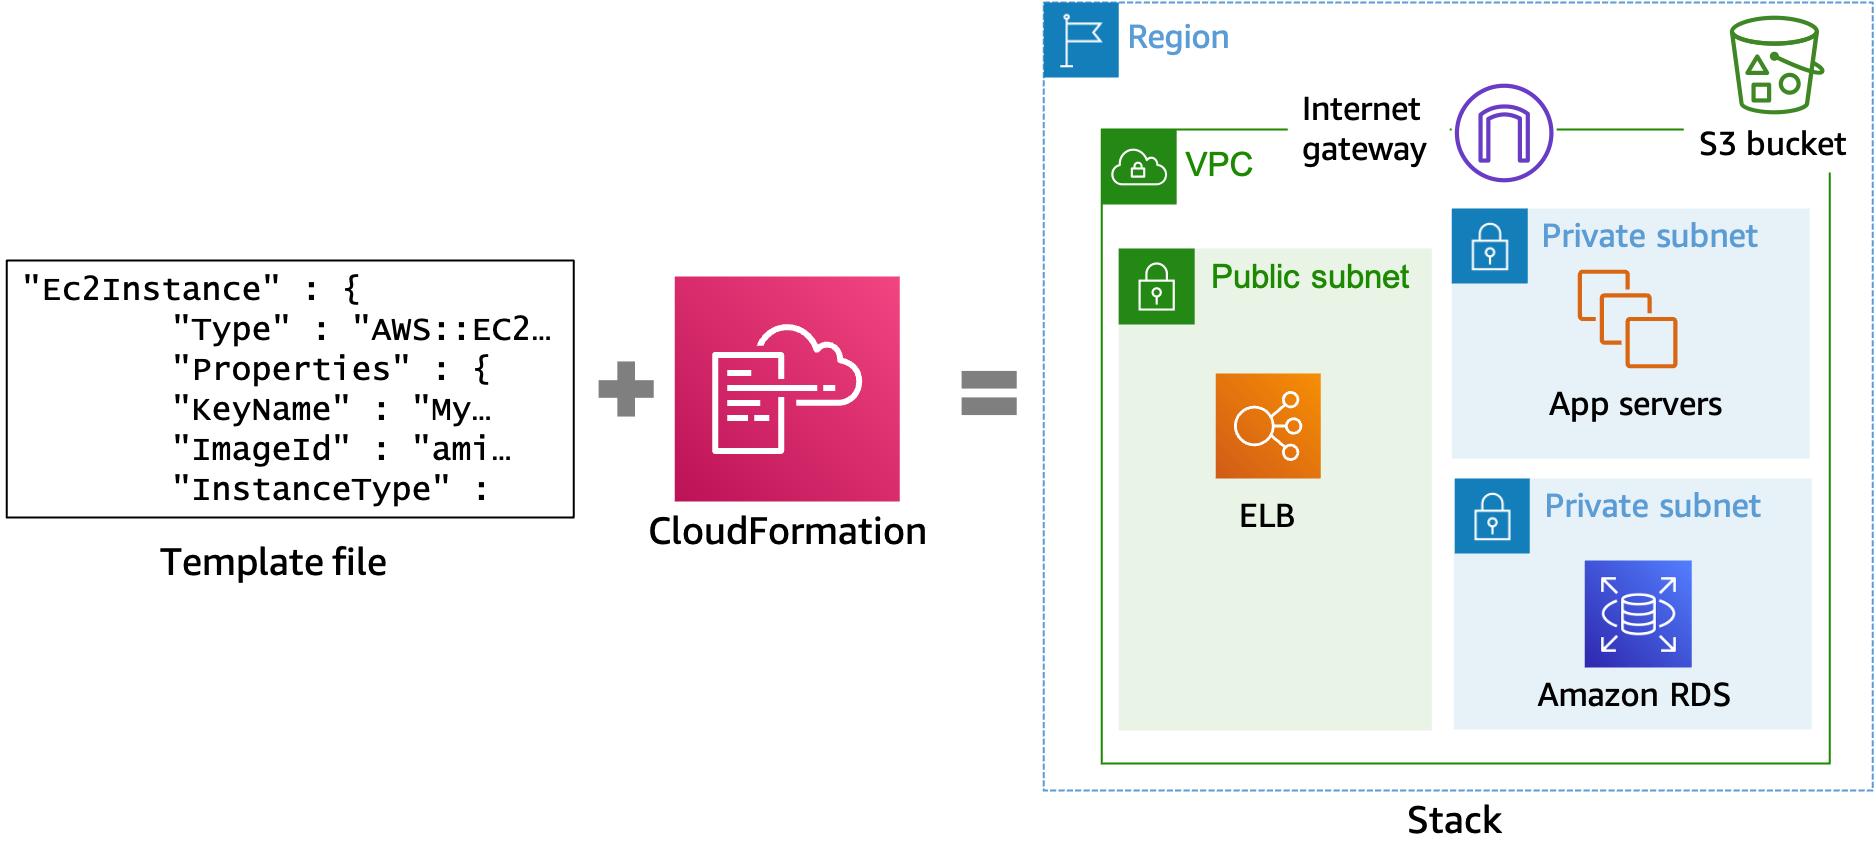 "Ec2Instance" : {
"Type" : "AWS::EC2…
"Properties" : {
"KeyName" : "My…
"ImageId" : "ami…
"InstanceType" :
Template file
CloudFormation
Region
Internet
gateway
S3 bucket
VPC
Public subnet
ELB
Private subnet
App servers
Private subnet
Amazon RDS
Stack